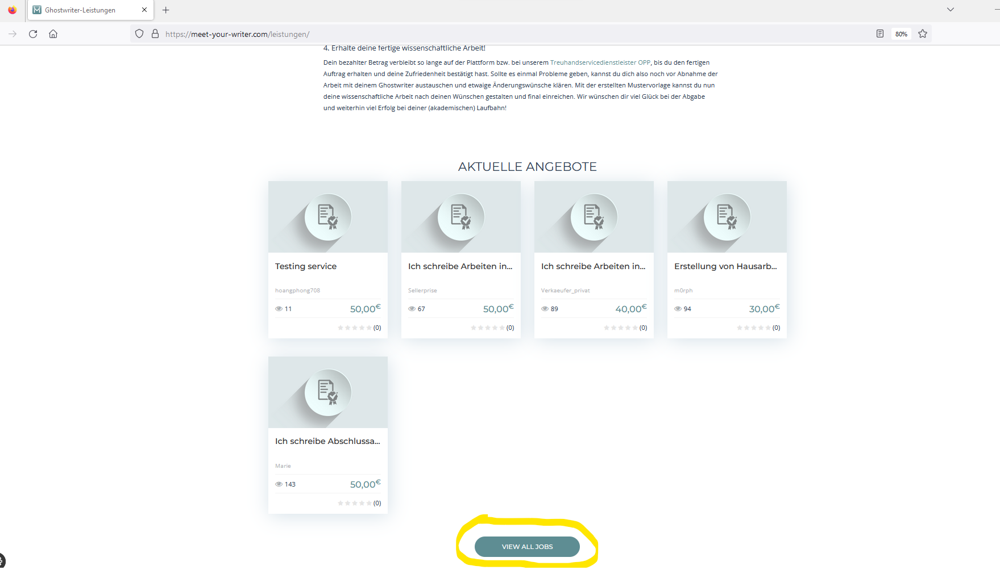 Ghostwriter-Leistungen
https://meet-your-writer.com/leistungen/
80%
4. Erhalte deine fertige wissenschaftliche Arbeit!
Dein bezahlter Betrag verbleibt so lange auf der Plattform bzw. bei unserem Treuhandservicedienstleister OPP, bis du den fertigen
Auftrag erhalten und deine Zufriedenheit bestätigt hast. Sollte es einmal Probleme geben, kannst du dich also noch vor Abnahme der
Arbeit mit deinem Ghostwriter austauschen und etwaige Änderungswünsche klären. Mit der erstellten Mustervorlage kannst du nun
deine wissenschaftliche Arbeit nach deinen Wünschen gestalten und final einreichen. Wir wünschen dir viel Glück bei der Abgabe
und weiterhin viel Erfolg bei deiner (akademischen) Laufbahn!
AKTUELLE ANGEBOTE
Testing service
hoangphong708
11
50,00€
(0)
Ich schreibe Arbeiten in...
Sellerprise
67
50,00€
(0)
Ich schreibe Arbeiten in...
Verkaeufer_privat
89
40,00€
(0)
Erstellung von Hausarb...
m0rph
94
30,00€
(0)
Ich schreibe Abschlussa...
Marie
143
50,00€
(0)
VIEW ALL JOBS